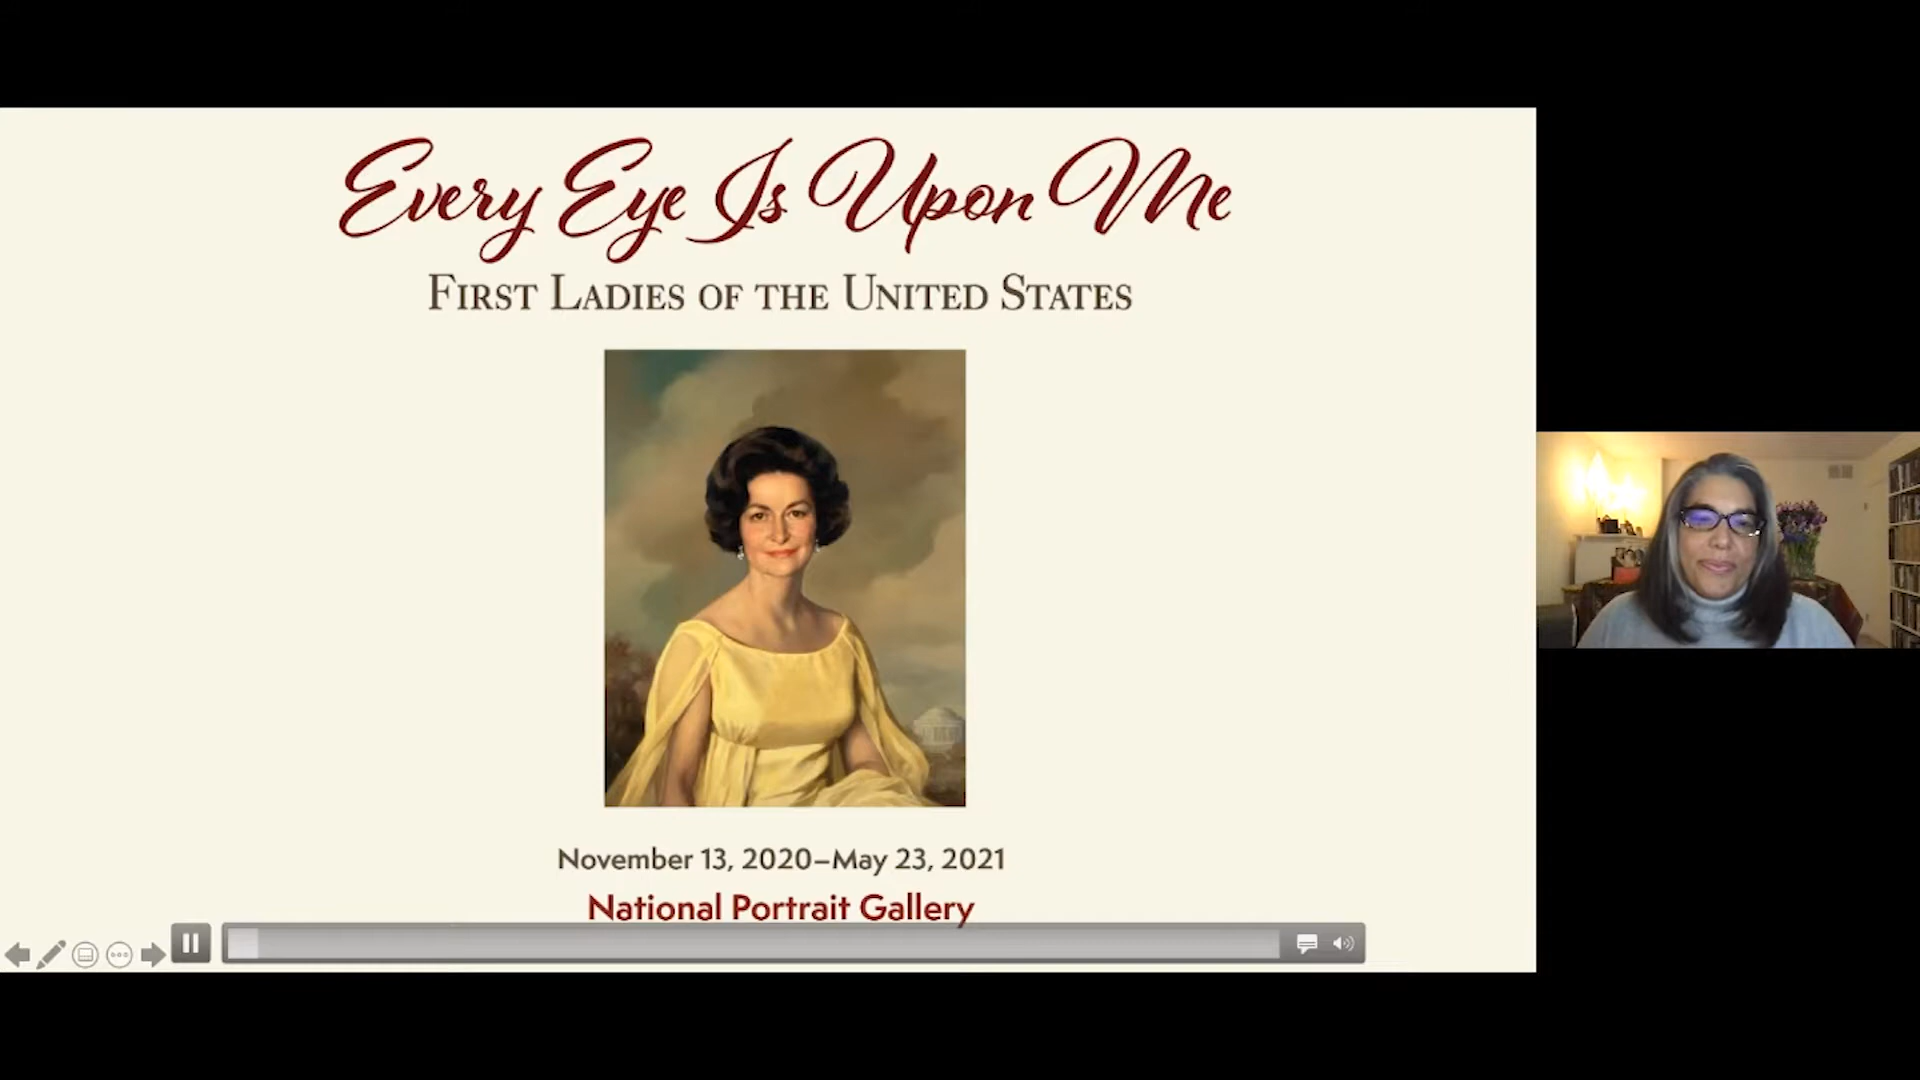 Every Eye Is Upon Me
First Ladies of the United States
November 13, 2020–May 23, 2021
National Portrait Gallery